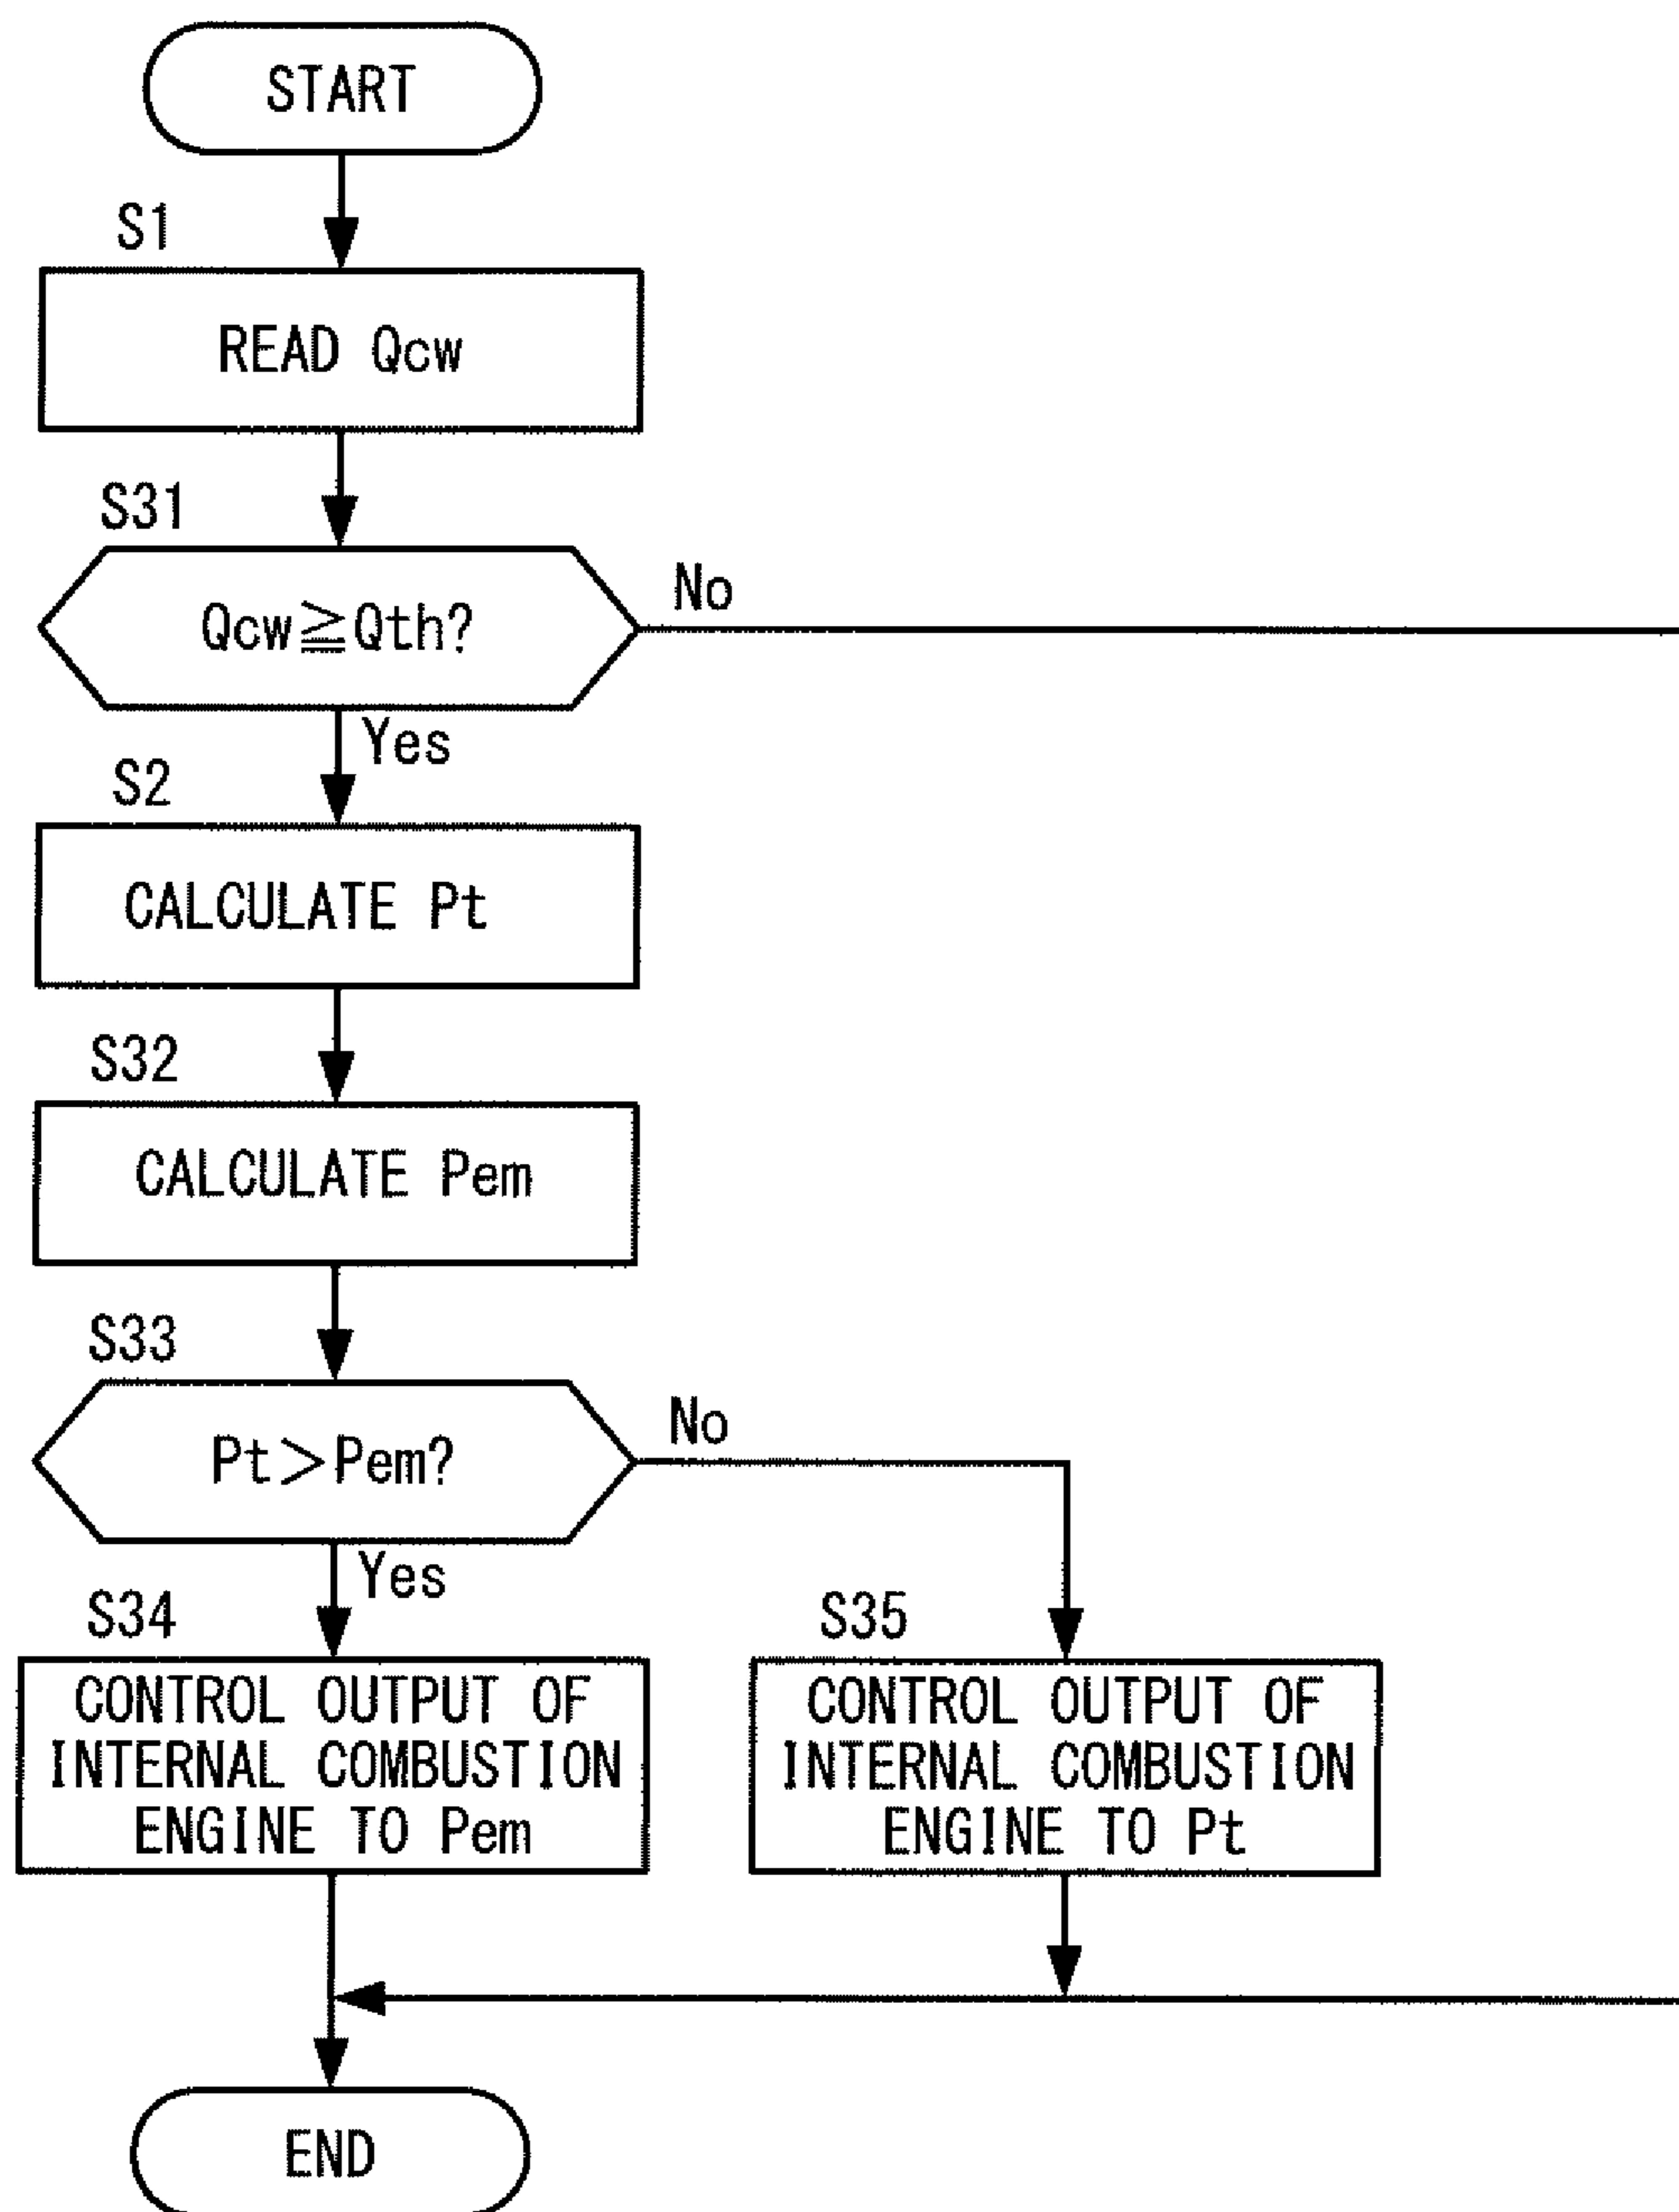 START
S1
READ Qcw
S31
Qcw≧Qth?
No
Yes
S2
CALCULATE Pt
S32
CALCULATE Pem
S33
Pt>Pem?
No
Yes
S34
CONTROL OUTPUT OF
INTERNAL COMBUSTION
ENGINE TO Pem
S35
CONTROL OUTPUT OF
INTERNAL COMBUSTION
ENGINE TO Pt
END